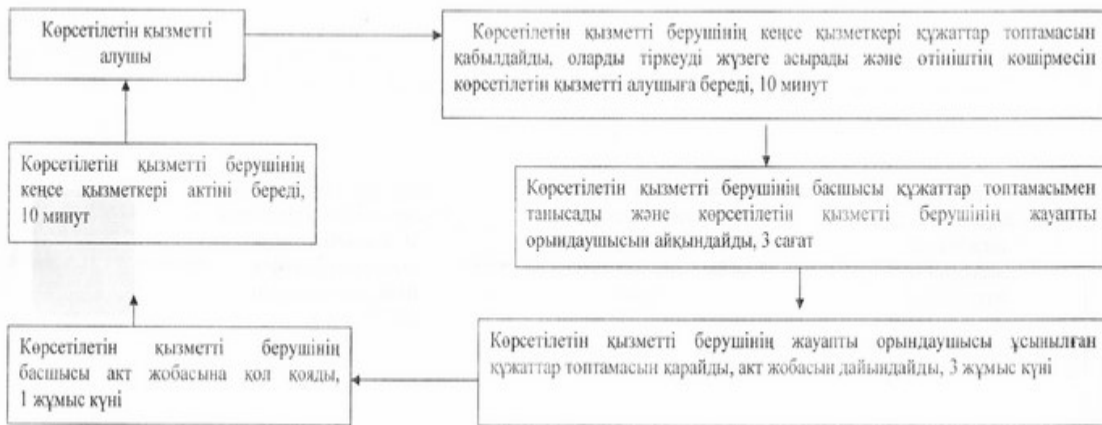 Көрсетілетін қызметті
алушы
Көрсетілетін қызметті берушінің кеңсе қызметкері құжаттар топтамасын
қабылдайды, оларды тіркеуді жүзеге асырады және өтініштің көшірмесін
көрсетілетін қызметті алушыға береді, 10 минут
Көрсетілетін қызметті берушінің басшысы құжаттар топтамасымен
танысады және көрсетілетін қызметті берушінің жауапты
орындаушысын айқындайды, 3 сағат
Көрсетілетін қызметті берушінің жауапты орындаушысы ұсынылған
құжаттар топтамасын қарайды, акт жобасын дайындайды, 3 жұмыс күні
Көрсетілетін қызметті берушінің
басшысы акт жобасына қол қояды,
1 жұмыс күні
Көрсетілетін қызметті берушінің
кеңсе қызметкері актіні береді,
10 минут